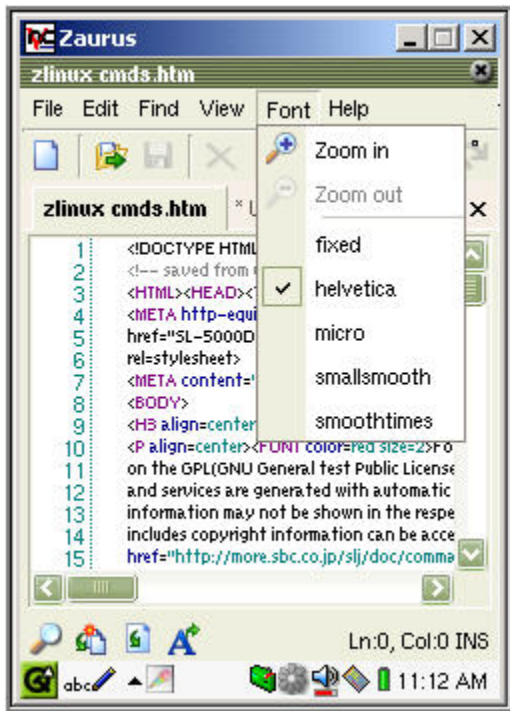 Zaurus
zlinux cmds.htm
File Edit Find View Font Help
Zoom in
Zoom out
fixed
helvetica
micro
smallsmooth
smoothtimes
zlinux cmds.htm *
1 <!DOCTYPE HTML
2 <!-- saved from
3 <HTML><HEAD><
4 <META http-equi
5 href="SL-5000D
6 rel=stylesheet>
7 <META content="
8 <BODY>
9 <H3 align=center
10 <P align=center><FONT color=red size=2>Fo
11 on the GPL(GNU General test Public License
12 and services are generated with automatic
13 information may not be shown in the respe
14 includes copyright information can be acce
15 href="http://more.sbc.co.jp/slj/doc/comma
Ln:0, Col:0 INS
abc
11:12 AM